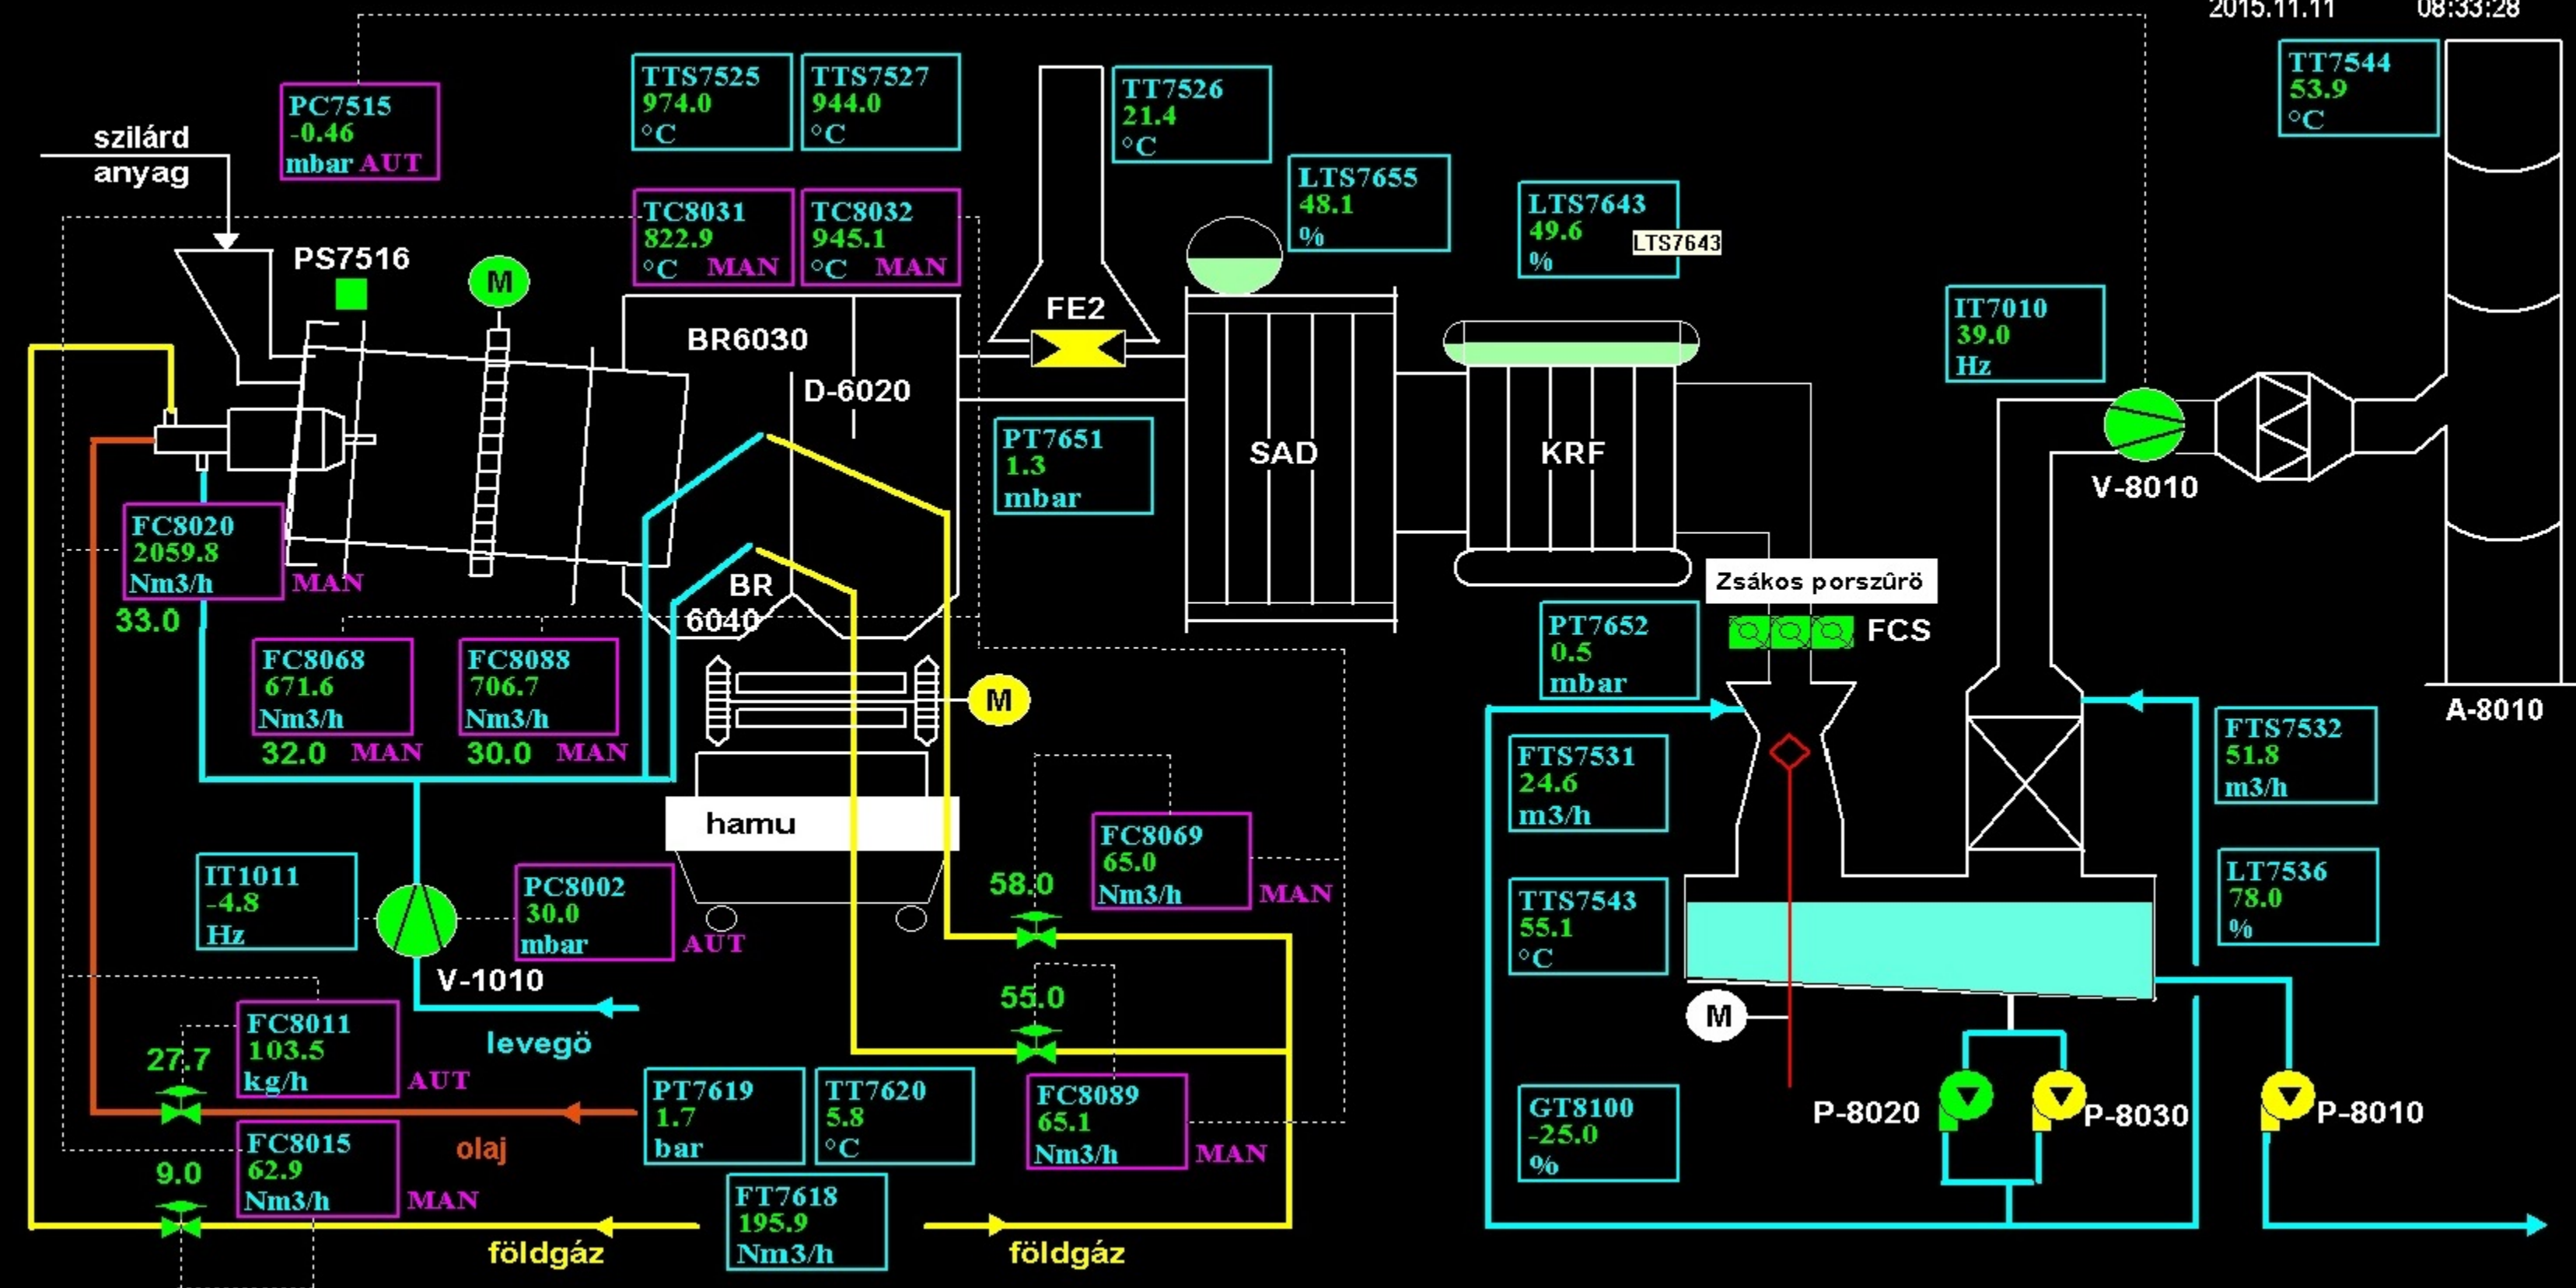 2015.11.11 08:33:28
PC7515
-0.46
mbar AUT
TTS7525
974.0
°C
TTS7527
944.0
°C
TT7526
21.4
°C
TT7544
53.9
°C
szilárd
anyag
PS7516
M
TC8031
822.9
°C MAN
TC8032
945.1
°C MAN
LTS7655
48.1
%
LTS7643
49.6
%
LTS7643
FE2
BR6030
D-6020
IT7010
39.0
Hz
PT7651
1.3
mbar
SAD
KRF
V-8010
FC8020
2059.8
Nm3/h
MAN
33.0
BR
6040
Zsákos porszûrö
FCS
PT7652
0.5
mbar
FC8068
671.6
Nm3/h
32.0 MAN
FC8088
706.7
Nm3/h
30.0 MAN
M
A-8010
FTS7531
24.6
m3/h
FTS7532
51.8
m3/h
hamu
FC8069
65.0
Nm3/h
MAN
58.0
IT1011
-4.8
Hz
PC8002
30.0
mbar
AUT
V-1010
TTS7543
55.1
°C
LT7536
78.0
%
levegö
55.0
M
FC8011
103.5
kg/h
AUT
27.7
olaj
PT7619
1.7
bar
TT7620
5.8
°C
FC8089
65.1
Nm3/h
MAN
GT8100
-25.0
%
P-8020
P-8030
P-8010
FC8015
62.9
Nm3/h
MAN
9.0
FT7618
195.9
Nm3/h
földgáz
földgáz